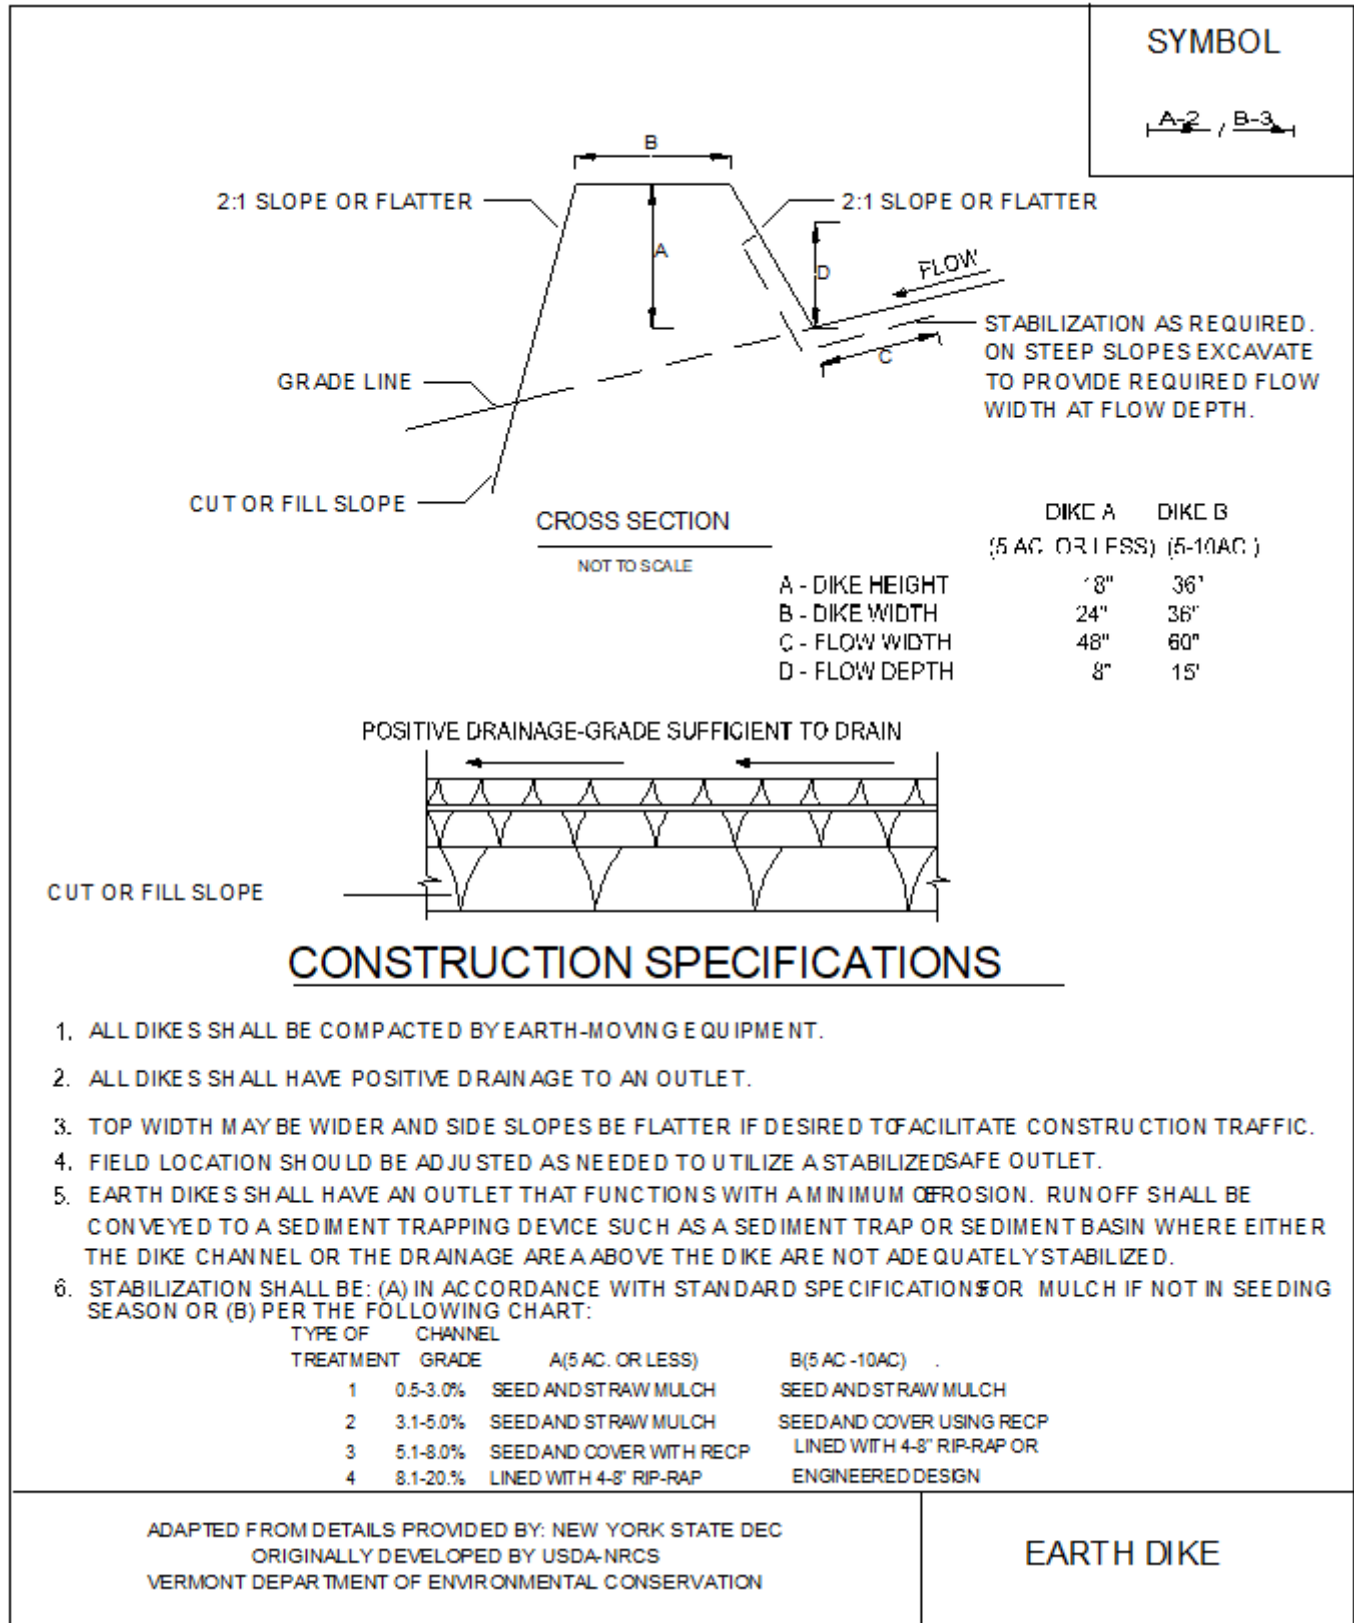 SYMBOL
A-2 / B-3
B
2:1 SLOPE OR FLATTER
2:1 SLOPE OR FLATTER
A
D
FLOW
STABILIZATION AS REQUIRED.
ON STEEP SLOPES EXCAVATE
TO PROVIDE REQUIRED FLOW
WIDTH AT FLOW DEPTH.
C
GRADE LINE
CUT OR FILL SLOPE
CROSS SECTION
NOT TO SCALE
DIKE A DIKE B
(5 AC. OR LESS) (5-10AC.)
A - DIKE HEIGHT 18" 36"
B - DIKE WIDTH 24" 36"
C - FLOW WIDTH 48" 60"
D - FLOW DEPTH 8" 15"
POSITIVE DRAINAGE-GRADE SUFFICIENT TO DRAIN
CUT OR FILL SLOPE
CONSTRUCTION SPECIFICATIONS
1. ALL DIKES SHALL BE COMPACTED BY EARTH-MOVING EQUIPMENT.
2. ALL DIKES SHALL HAVE POSITIVE DRAINAGE TO AN OUTLET.
3. TOP WIDTH MAY BE WIDER AND SIDE SLOPES BE FLATTER IF DESIRED TO FACILITATE CONSTRUCTION TRAFFIC.
4. FIELD LOCATION SHOULD BE ADJUSTED AS NEEDED TO UTILIZE A STABILIZED SAFE OUTLET.
5. EARTH DIKES SHALL HAVE AN OUTLET THAT FUNCTIONS WITH A MINIMUM OF EROSION. RUNOFF SHALL BE
CONVEYED TO A SEDIMENT TRAPPING DEVICE SUCH AS A SEDIMENT TRAP OR SEDIMENT BASIN WHERE EITHER
THE DIKE CHANNEL OR THE DRAINAGE AREA ABOVE THE DIKE ARE NOT ADEQUATELY STABILIZED.
6. STABILIZATION SHALL BE: (A) IN ACCORDANCE WITH STANDARD SPECIFICATIONS FOR MULCH IF NOT IN SEEDING
SEASON OR (B) PER THE FOLLOWING CHART:
TYPE OF CHANNEL
TREATMENT GRADE A(5 AC. OR LESS) B(5 AC -10AC) .
1 0.5-3.0% SEED AND STRAW MULCH SEED AND STRAW MULCH
2 3.1-5.0% SEED AND STRAW MULCH SEED AND COVER USING RECP
3 5.1-8.0% SEED AND COVER WITH RECP LINED WITH 4-8" RIP-RAP OR
4 8.1-20.% LINED WITH 4-8" RIP-RAP ENGINEERED DESIGN
ADAPTED FROM DETAILS PROVIDED BY: NEW YORK STATE DEC
ORIGINALLY DEVELOPED BY USDA-NRCS
VERMONT DEPARTMENT OF ENVIRONMENTAL CONSERVATION
EARTH DIKE